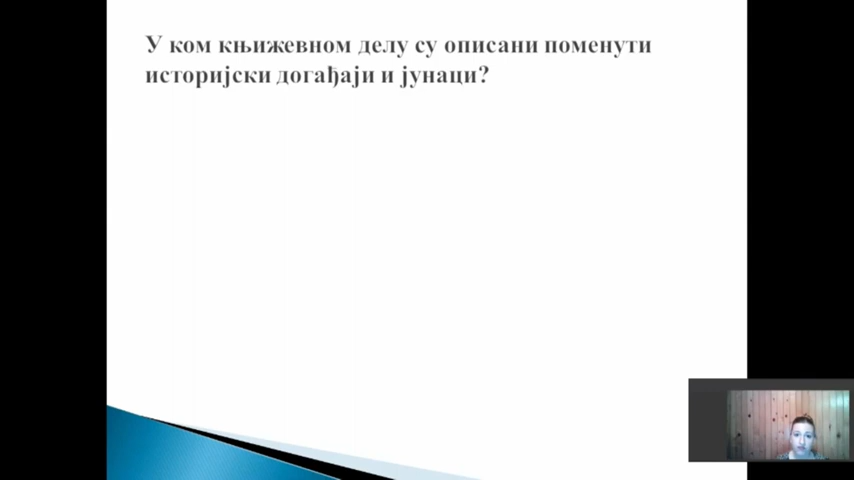 У ком књижевном делу су описани поменути
историјски догађаји и јунаци?